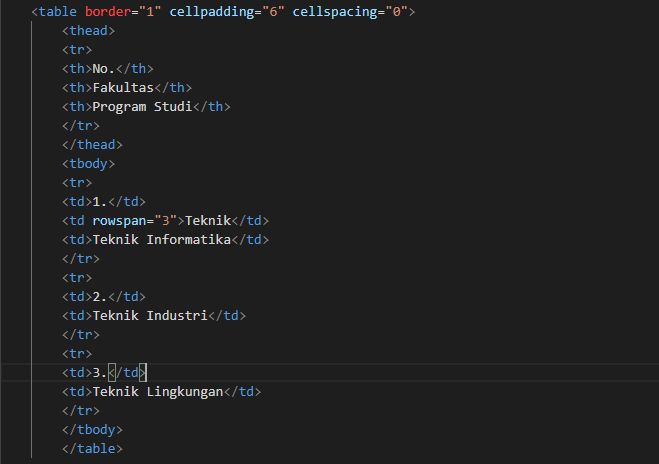 <table border="1" cellpadding="6" cellspacing="0">
<thead>
<tr>
<th>No.</th>
<th>Fakultas</th>
<th>Program Studi</th>
</tr>
</thead>
<tbody>
<tr>
<td>1.</td>
<td rowspan="3">Teknik</td>
<td>Teknik Informatika</td>
</tr>
<tr>
<td>2.</td>
<td>Teknik Industri</td>
</tr>
<tr>
<td>3.</td>
<td>Teknik Lingkungan</td>
</tr>
</tbody>
</table>